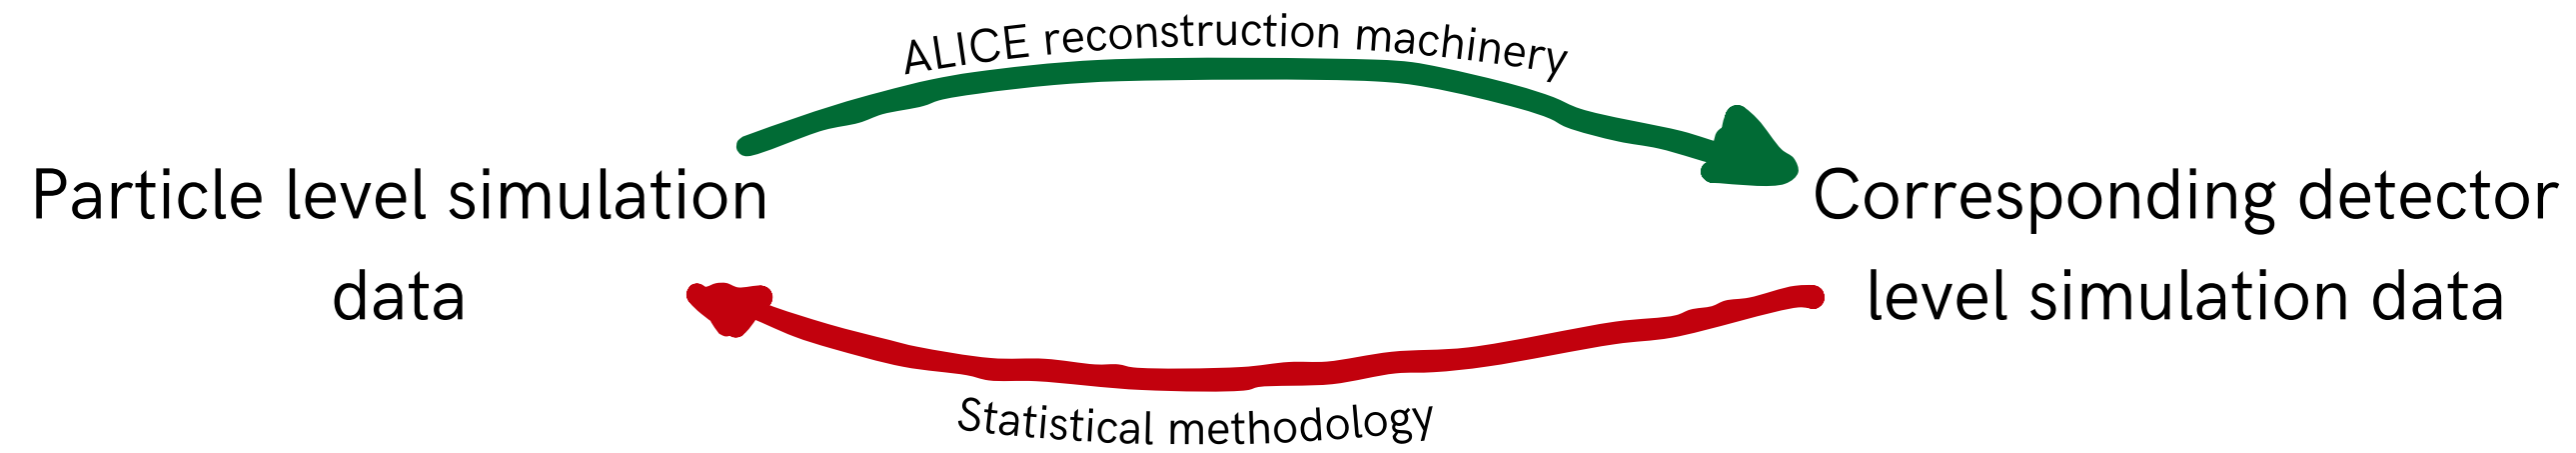 ALICE reconstruction machinery
Particle level simulation
data
Corresponding detector
level simulation data
Statistical methodology